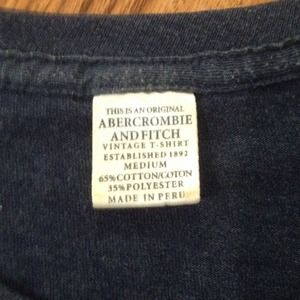 THIS IS AN ORIGINAL
ABERCROMBIE
AND FITCH
VINTAGE T-SHIRT
ESTABLISHED 1892
MEDIUM
65% COTTON/COTON
35% POLYESTER
MADE IN PERU